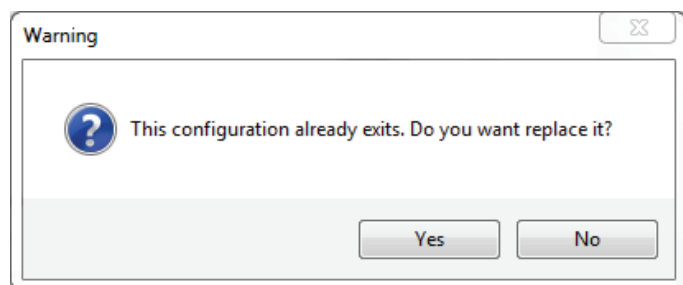 Warning
This configuration already exits. Do you want replace it?
Yes
No